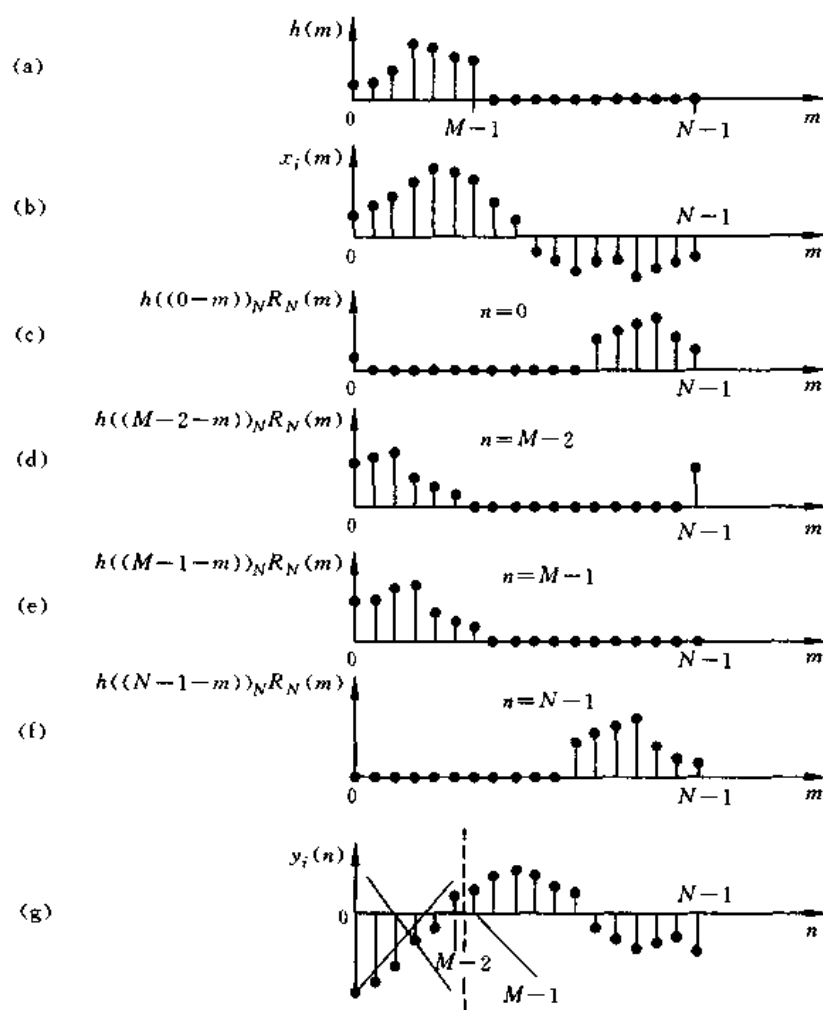 (a)
h(m)
0
M-1
N-1
m
(b)
x_i(m)
0
N-1
m
(c)
h((0-m))_N R_N(m)
n=0
0
N-1
m
(d)
h((M-2-m))_N R_N(m)
n=M-2
0
N-1
m
(e)
h((M-1-m))_N R_N(m)
n=M-1
0
N-1
m
(f)
h((N-1-m))_N R_N(m)
n=N-1
0
N-1
m
(g)
y_i(n)
0
M-2
M-1
N-1
n